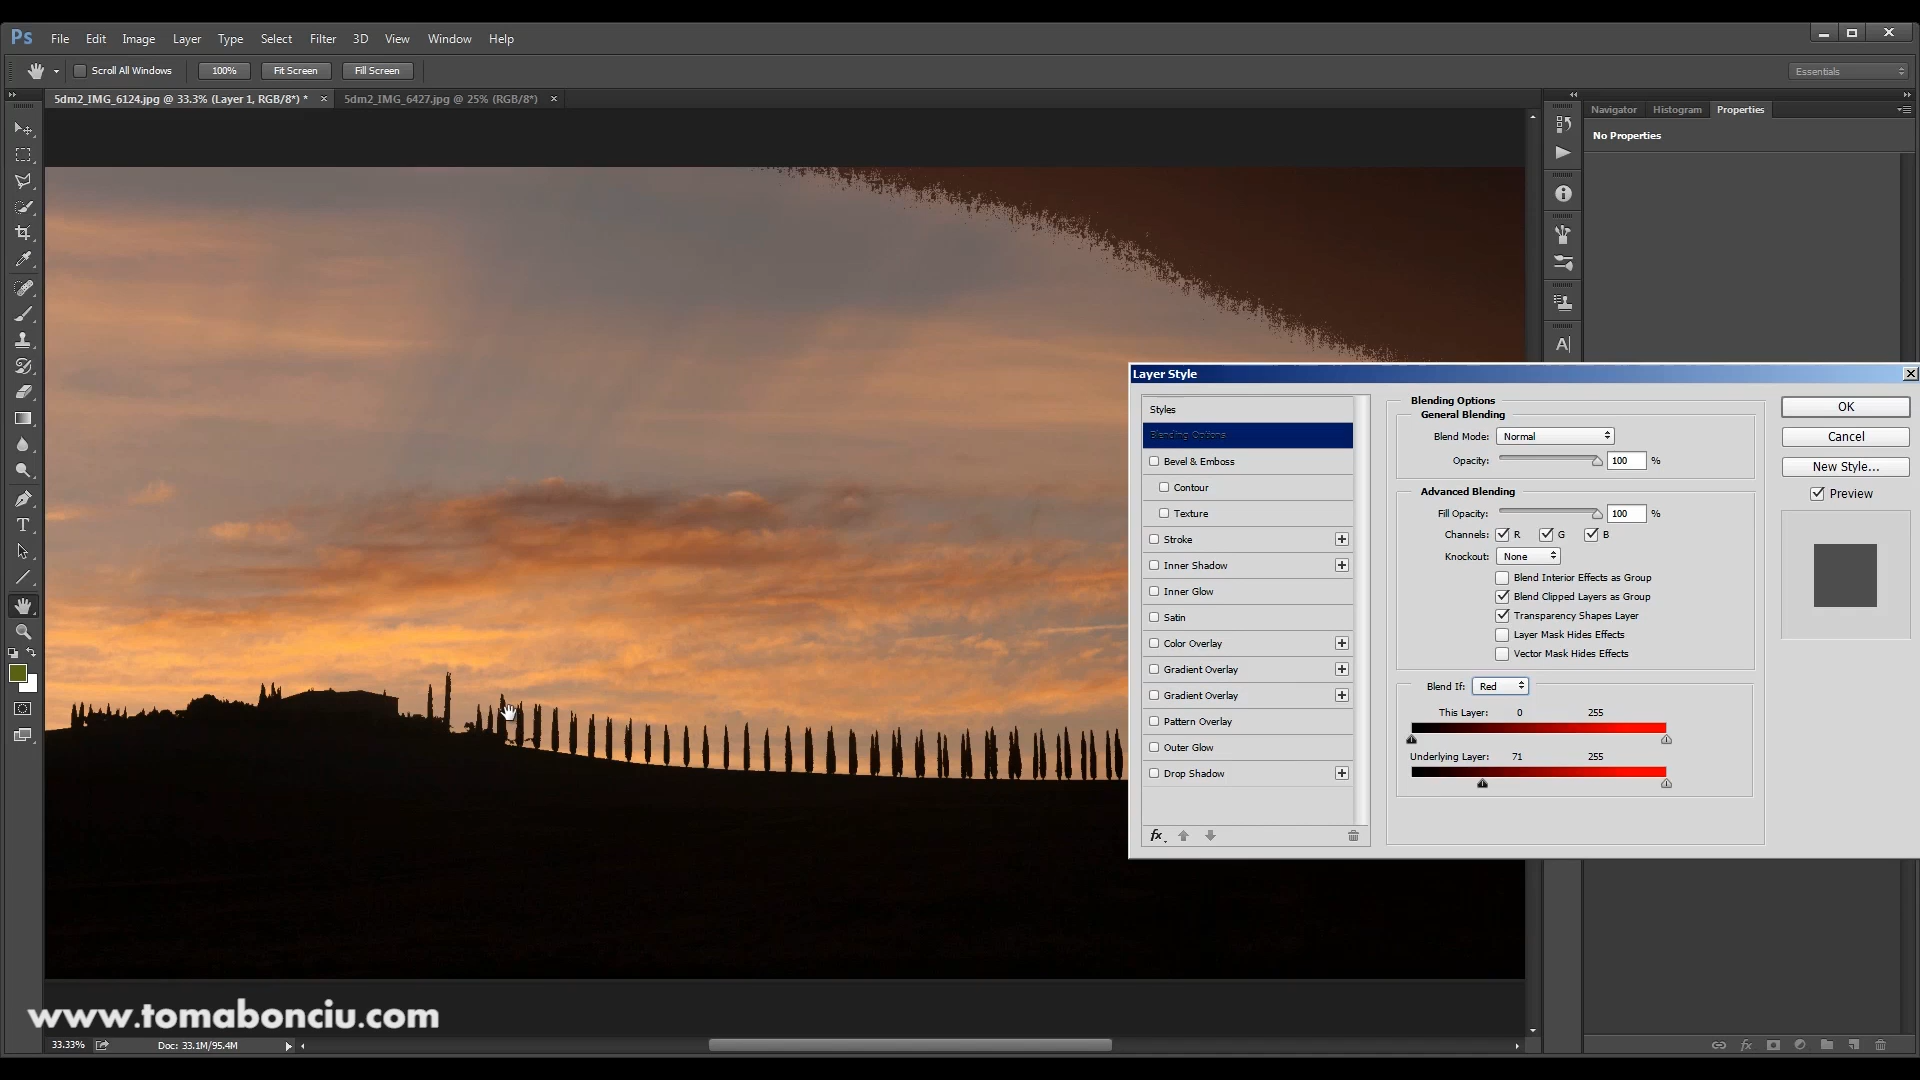 Ps File Edit Image Layer Type Select Filter 3D View Window Help
Scroll All Windows 100% Fit Screen Fill Screen Essentials
5dm2_IMG_6124.jpg @ 33.3% (Layer 1, RGB/8*) * × 5dm2_IMG_6427.jpg @ 25% (RGB/8*) ×
Navigator Histogram Properties
No Properties
Layer Style
Styles
Blending Options
Bevel & Emboss
Contour
Texture
Stroke
Inner Shadow
Inner Glow
Satin
Color Overlay
Gradient Overlay
Gradient Overlay
Pattern Overlay
Outer Glow
Drop Shadow
fx
Blending Options
General Blending
Blend Mode: Normal
Opacity: 100 %
Advanced Blending
Fill Opacity: 100 %
Channels: R G B
Knockout: None
Blend Interior Effects as Group
Blend Clipped Layers as Group
Transparency Shapes Layer
Layer Mask Hides Effects
Vector Mask Hides Effects
Blend If: Red
This Layer: 0 255
Underlying Layer: 71 255
OK
Cancel
New Style...
Preview
www.tomabonciu.com
33.33% Doc: 33.1M/95.4M
fx